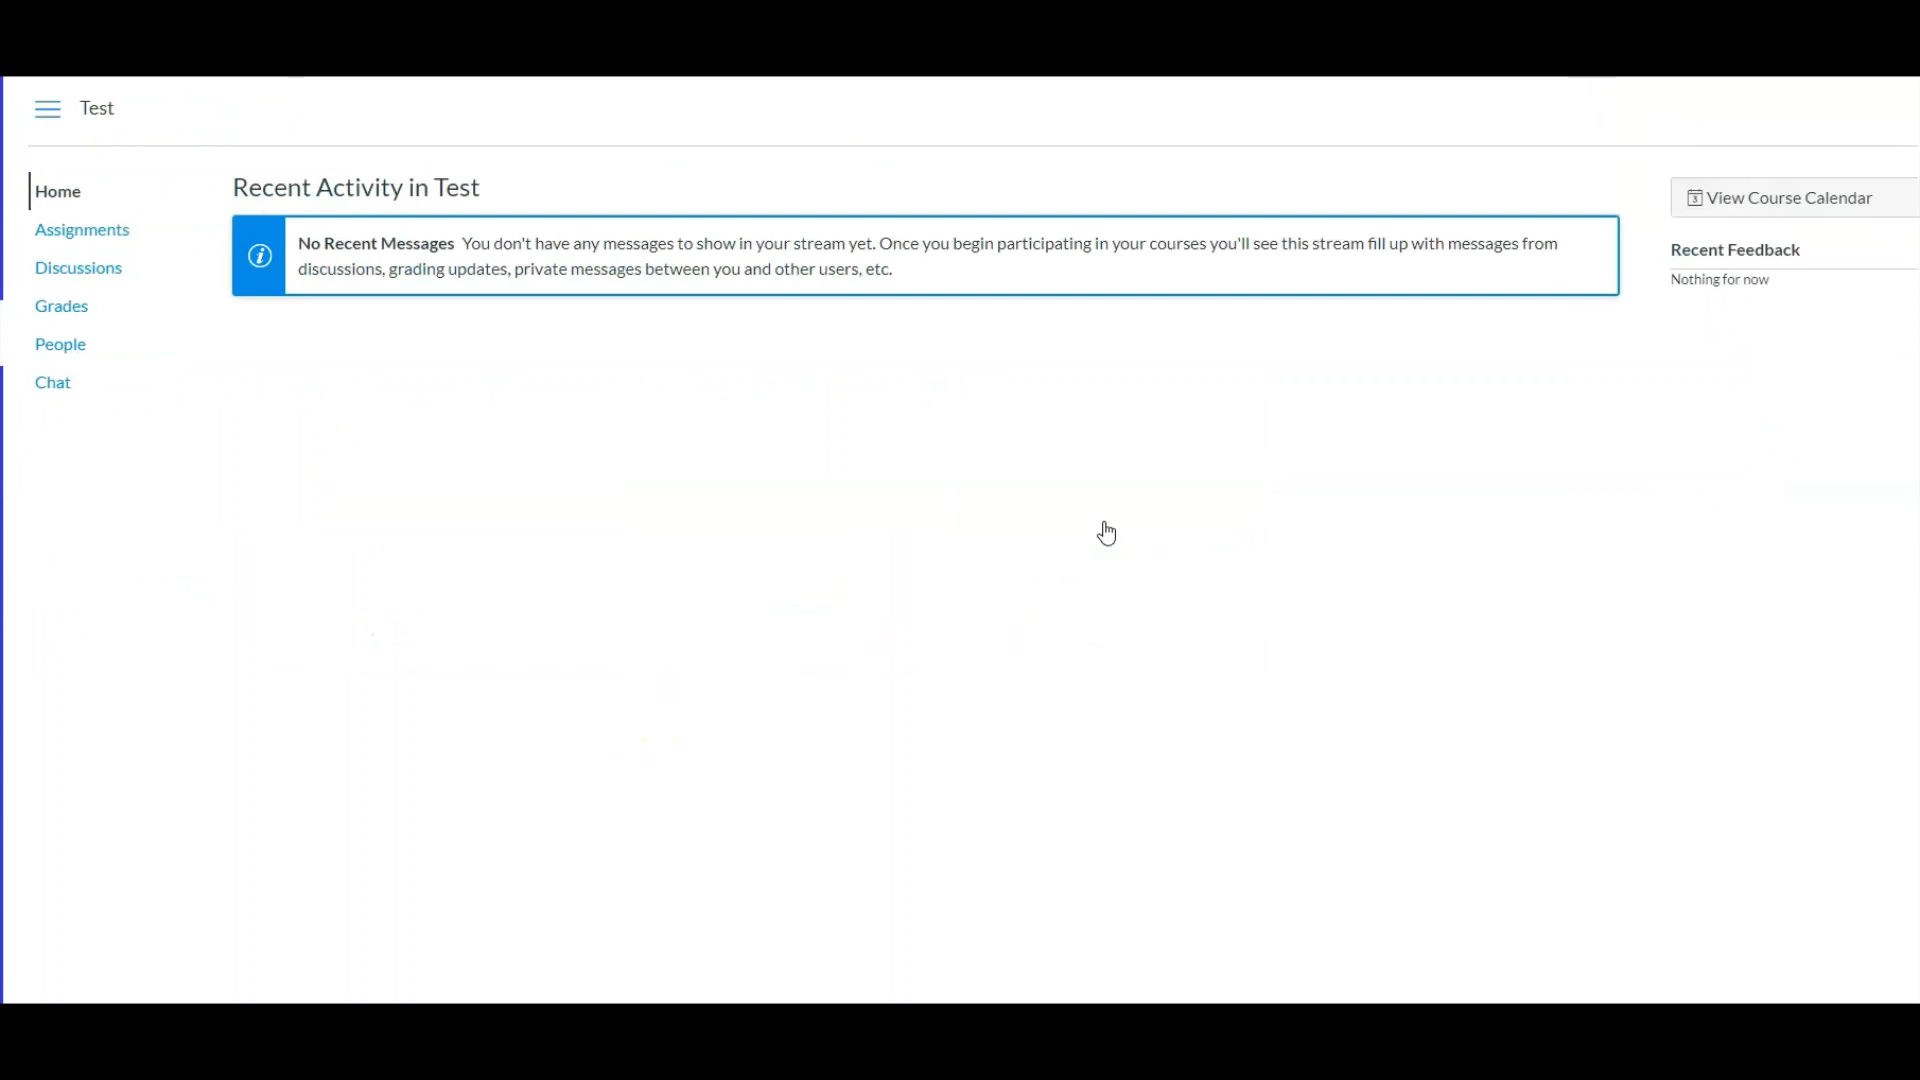 Test
Home
Assignments
Discussions
Grades
People
Chat
Recent Activity in Test
No Recent Messages You don't have any messages to show in your stream yet. Once you begin participating in your courses you'll see this stream fill up with messages from
discussions, grading updates, private messages between you and other users, etc.
View Course Calendar
Recent Feedback
Nothing for now